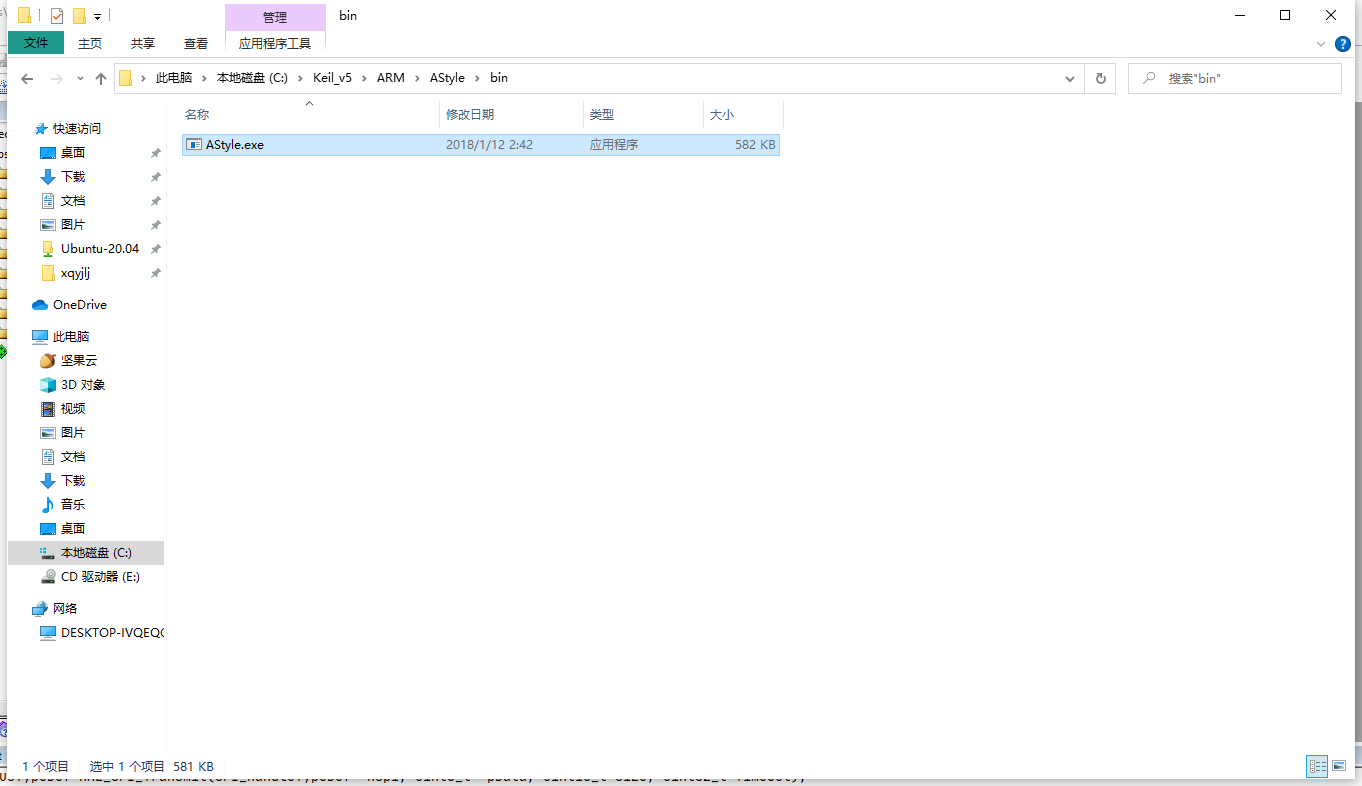 管理
bin
文件
主页
共享
查看
应用程序工具
此电脑 › 本地磁盘 (C:) › Keil_v5 › ARM › AStyle › bin
搜索"bin"
名称
修改日期
类型
大小
AStyle.exe
2018/1/12 2:42
应用程序
582 KB
快速访问
桌面
下载
文档
图片
Ubuntu-20.04
xqyjlj
OneDrive
此电脑
坚果云
3D 对象
视频
图片
文档
下载
音乐
桌面
本地磁盘 (C:)
CD 驱动器 (E:)
网络
DESKTOP-IVQEQ
1 个项目
选中 1 个项目 581 KB